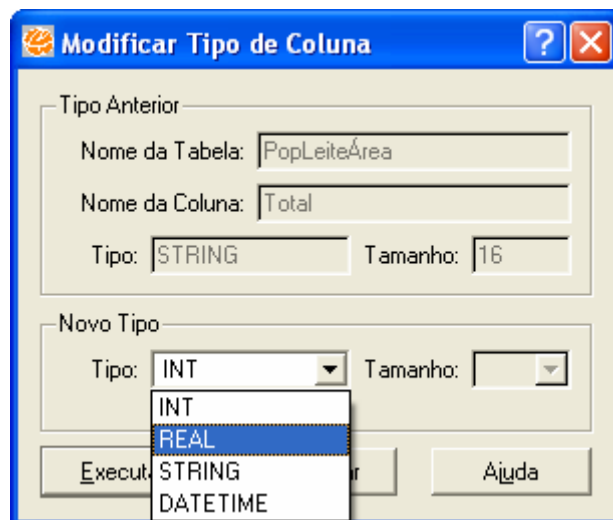 Modificar Tipo de Coluna
Tipo Anterior
Nome da Tabela: PopLeiteÁrea
Nome da Coluna: Total
Tipo: STRING Tamanho: 16
Novo Tipo
Tipo: INT Tamanho:
INT
REAL
STRING
DATETIME
Ajuda